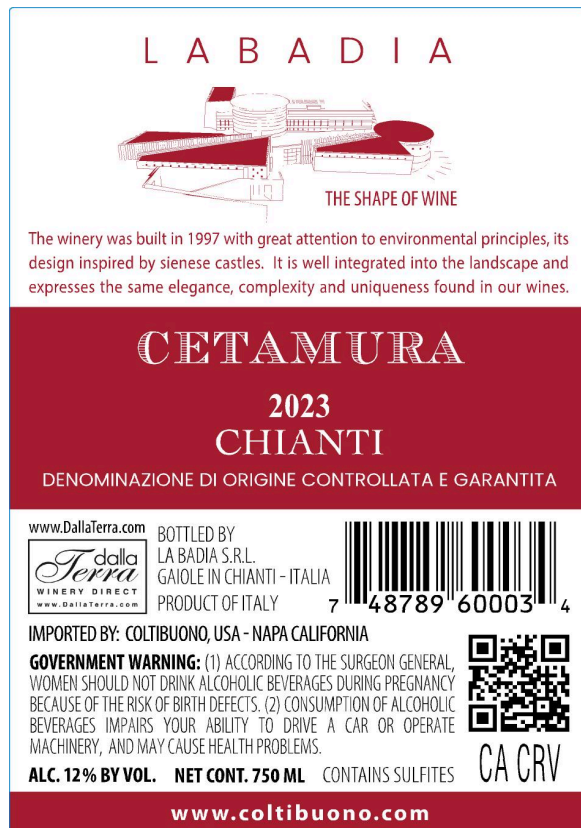 LABADIA
THE SHAPE OF WINE
The winery was built in 1997 with great attention to environmental principles, its
design inspired by sienese castles. It is well integrated into the landscape and
expresses the same elegance, complexity and uniqueness found in our wines.
CETAMURA
2023
CHIANTI
DENOMINAZIONE DI ORIGINE CONTROLLATA E GARANTITA
www.DallaTerra.com
dalla
Terra
WINERY DIRECT
www.DallaTerra.com
BOTTLED BY
LA BADIA S.R.L.
GAIOLE IN CHIANTI - ITALIA
PRODUCT OF ITALY
7 48789 60003 4
IMPORTED BY: COLTIBUONO, USA - NAPA CALIFORNIA
GOVERNMENT WARNING: (1) ACCORDING TO THE SURGEON GENERAL,
WOMEN SHOULD NOT DRINK ALCOHOLIC BEVERAGES DURING PREGNANCY
BECAUSE OF THE RISK OF BIRTH DEFECTS. (2) CONSUMPTION OF ALCOHOLIC
BEVERAGES IMPAIRS YOUR ABILITY TO DRIVE A CAR OR OPERATE
MACHINERY, AND MAY CAUSE HEALTH PROBLEMS.
ALC. 12% BY VOL. NET CONT. 750 ML CONTAINS SULFITES
CA CRV
www.coltibuono.com